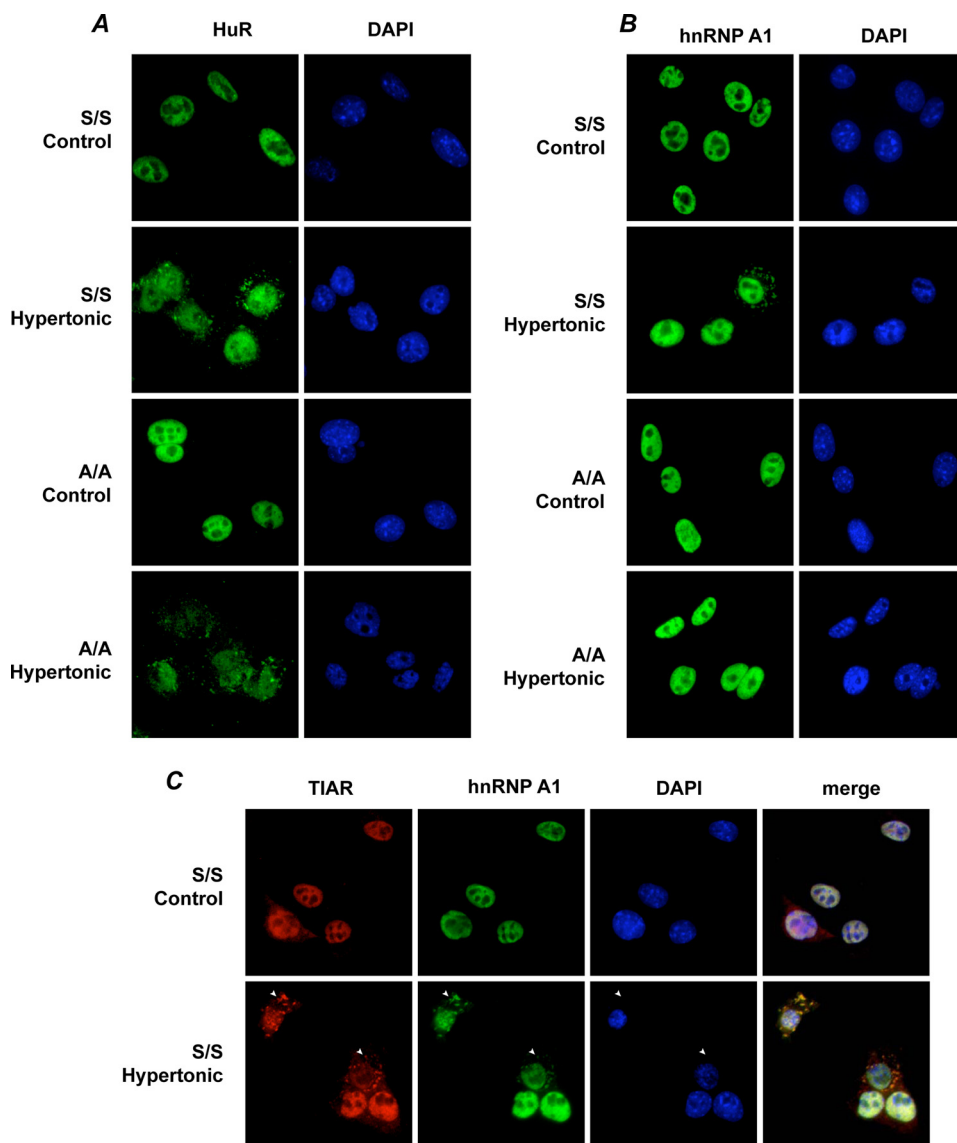 A
HuR DAPI
S/S
Control
S/S
Hypertonic
A/A
Control
A/A
Hypertonic
B
hnRNP A1 DAPI
S/S
Control
S/S
Hypertonic
A/A
Control
A/A
Hypertonic
C
TIAR hnRNP A1 DAPI merge
S/S
Control
S/S
Hypertonic